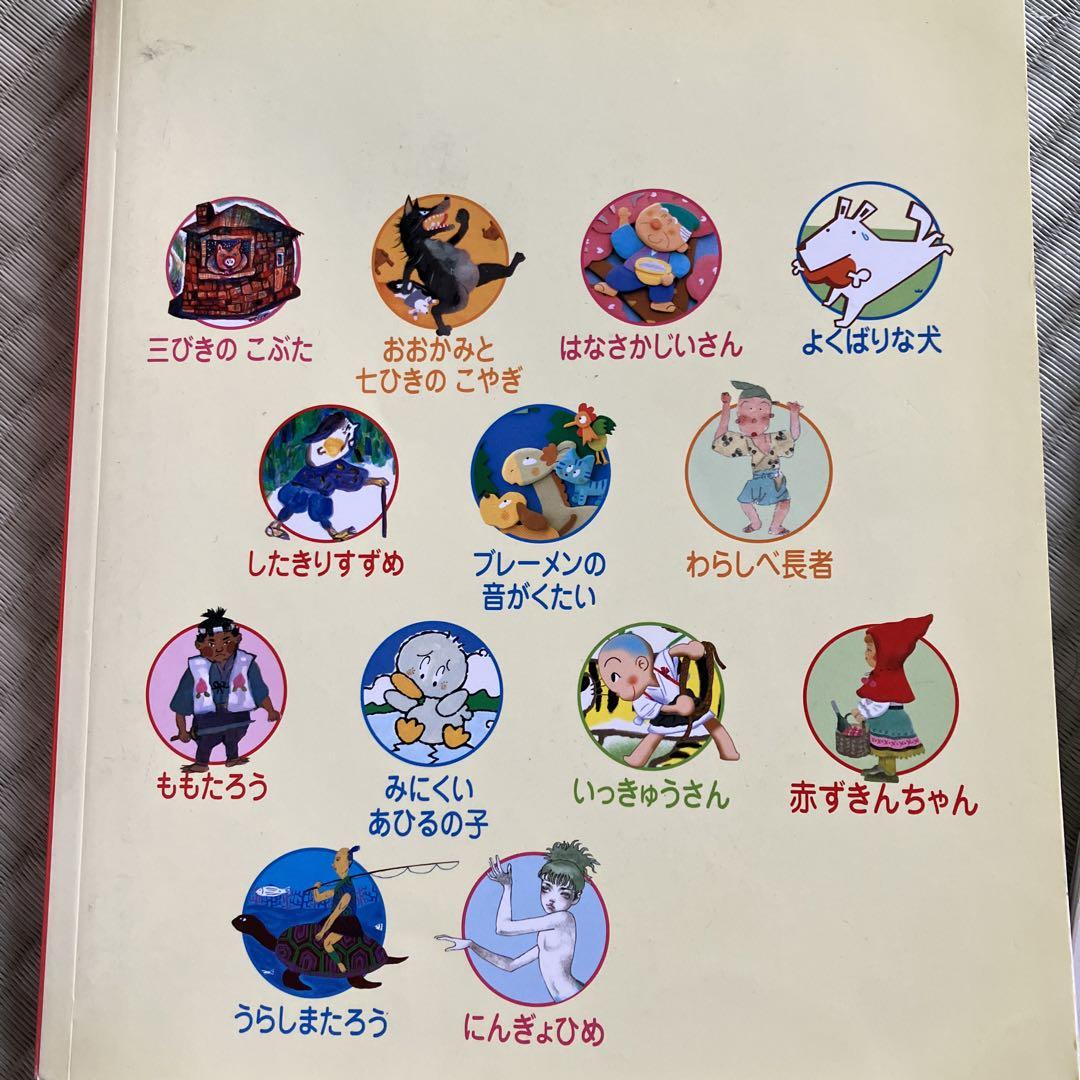 三びきの こぶた
おおかみと
七ひきの こやぎ
はなさかじいさん
よくばりな犬
したきりすずめ
ブレーメンの
音がくたい
わらしべ長者
ももたろう
みにくい
あひるの子
いっきゅうさん
赤ずきんちゃん
うらしまたろう
にんぎょひめ